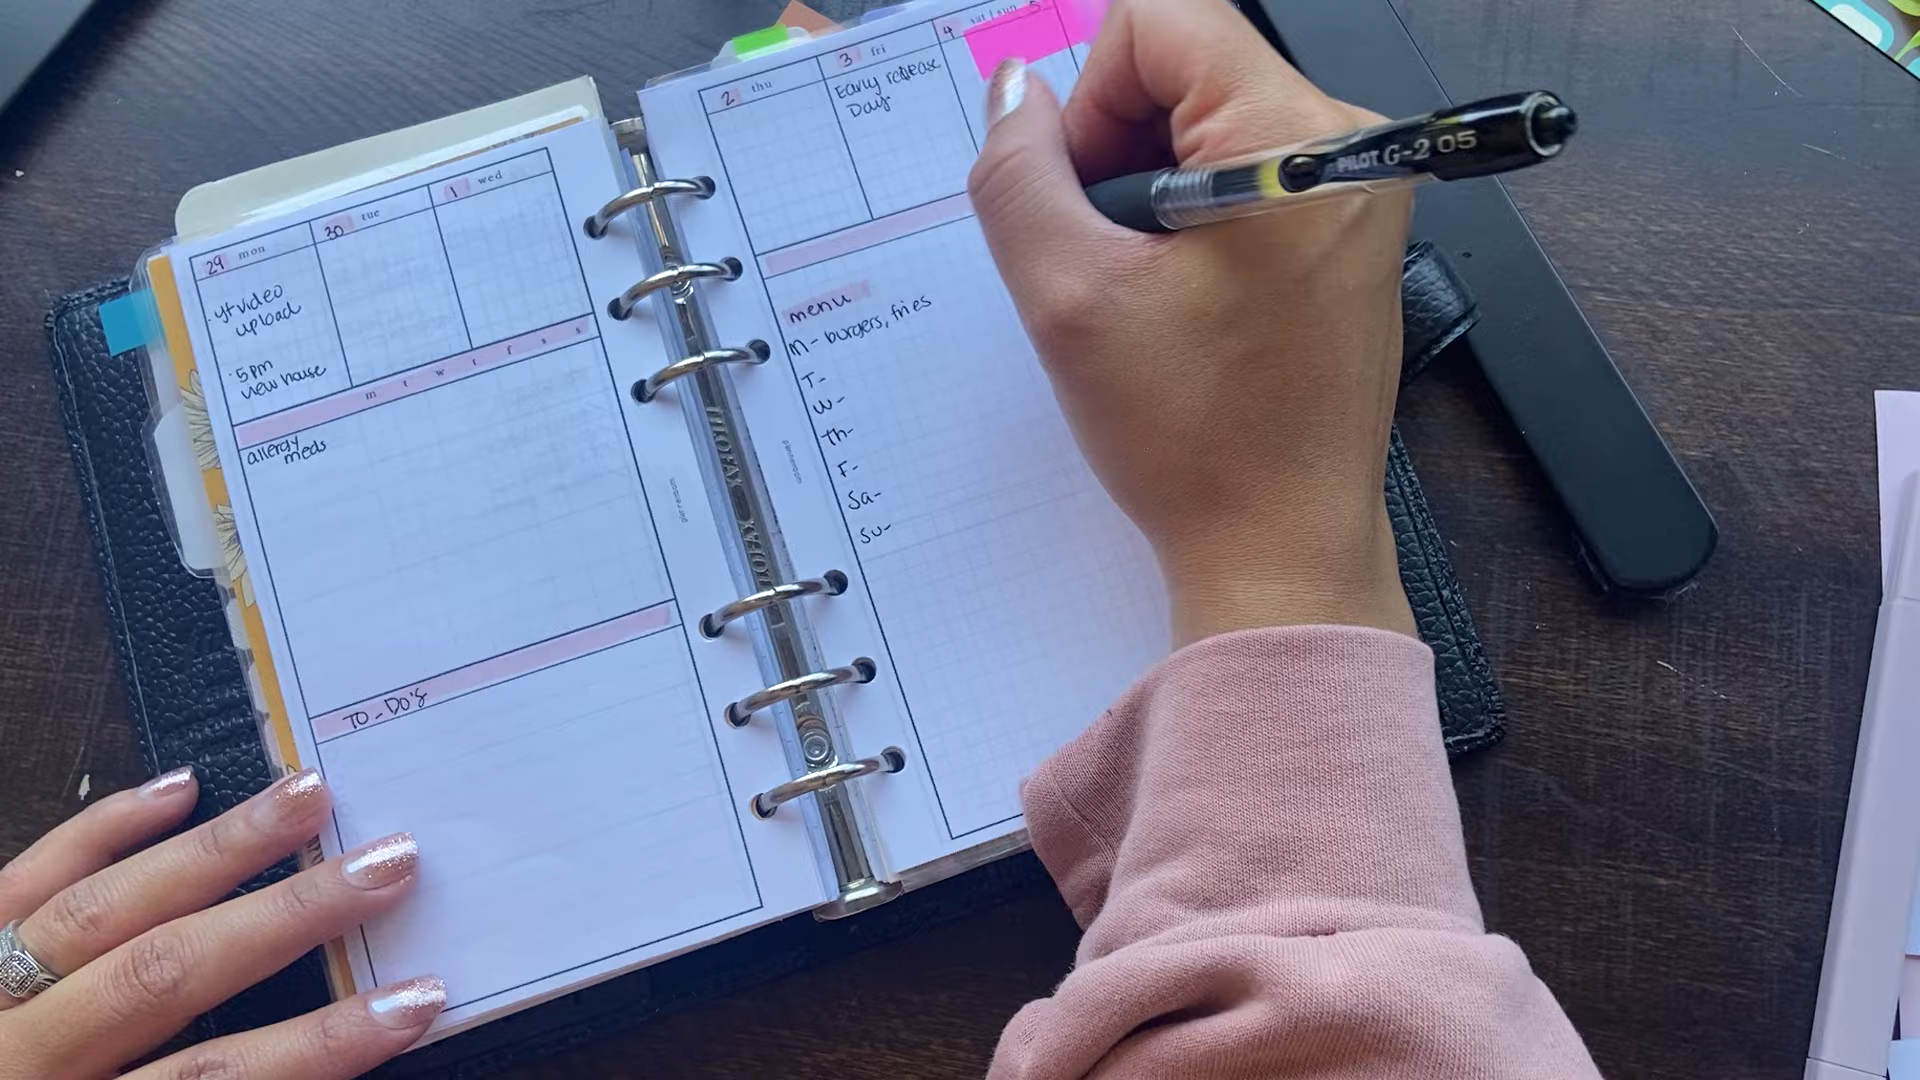 29 mon
30 tue
1 wed
. yt video
upload
· 5pm
view house
m t w t f s s
allergy
meds
TO-DO's
2 thu
3 fri
4 sat/sun 5
Early release
Day
menu
M- burgers, fries
T-
W-
Th-
F-
Sa-
Su-
FILOFAX
FILOFAX
PILOT G-2 05